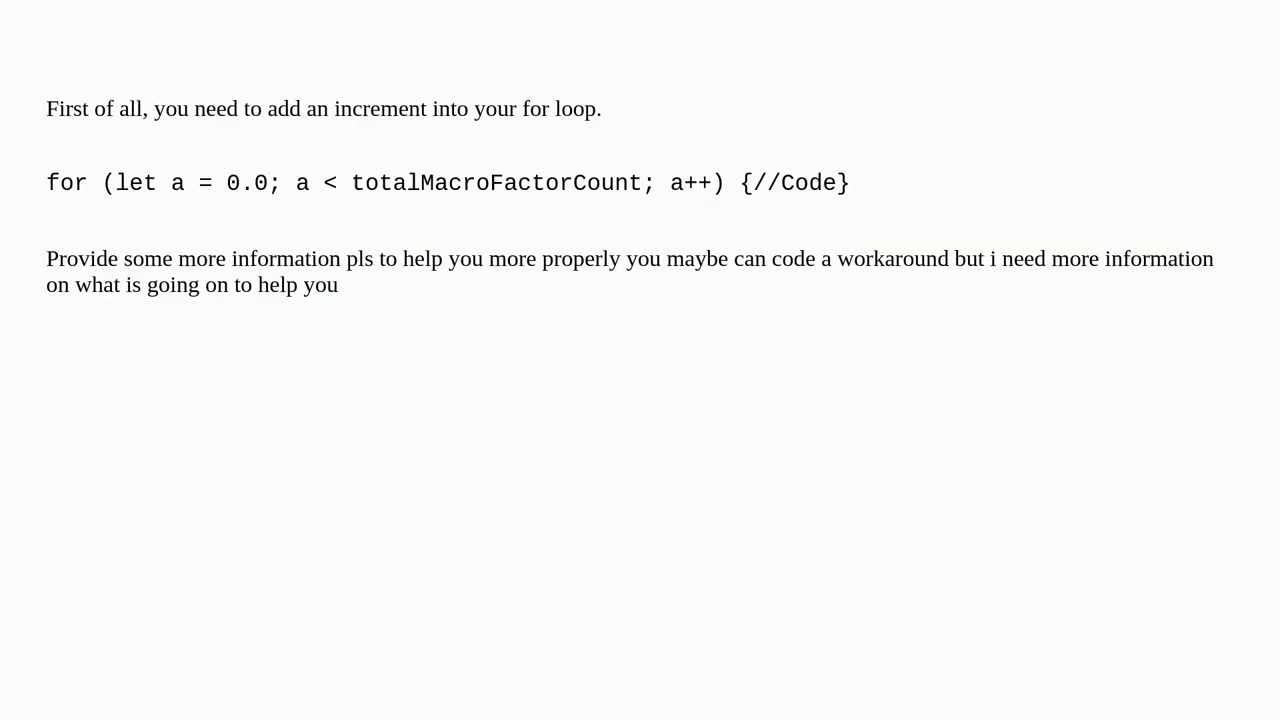 First of all, you need to add an increment into your for loop.
for (let a = 0.0; a < totalMacroFactorCount; a++) {//Code}
Provide some more information pls to help you more properly you maybe can code a workaround but i need more information
on what is going on to help you